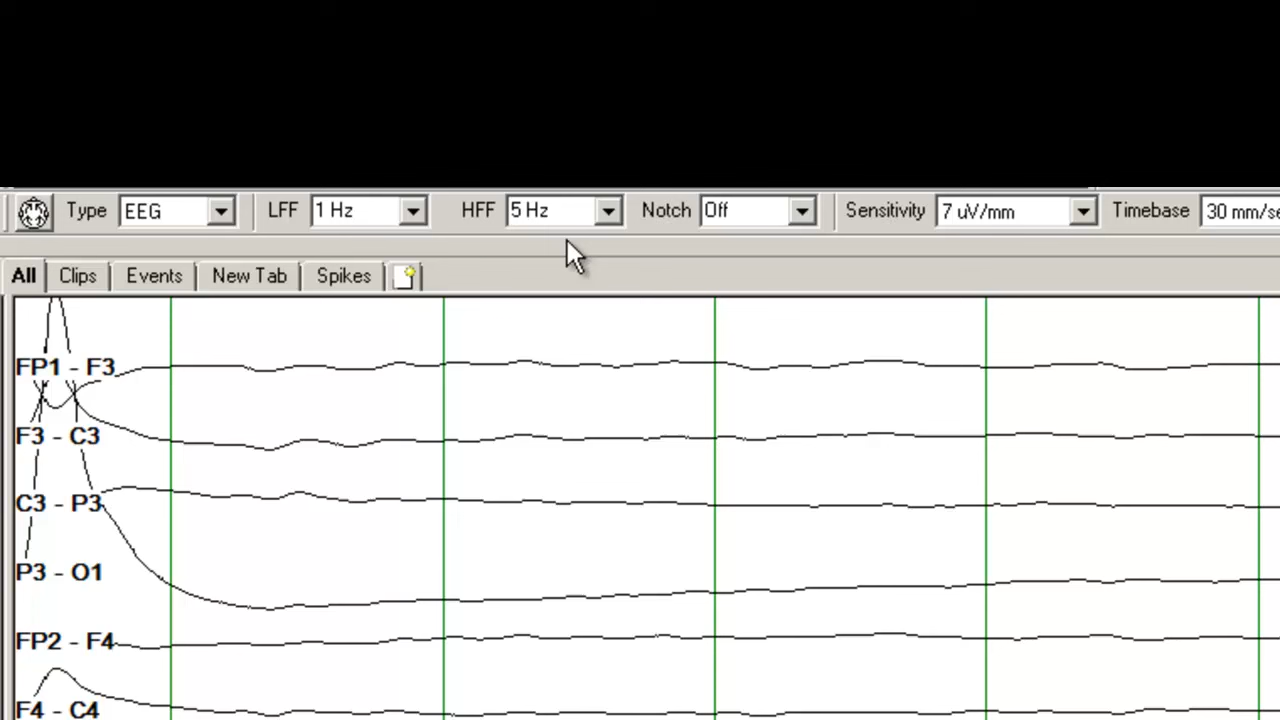 Type EEG LFF 1 Hz HFF 5 Hz Notch Off Sensitivity 7 uV/mm Timebase 30 mm/se
All Clips Events New Tab Spikes
FP1 - F3
F3 - C3
C3 - P3
P3 - O1
FP2 - F4
F4 - C4